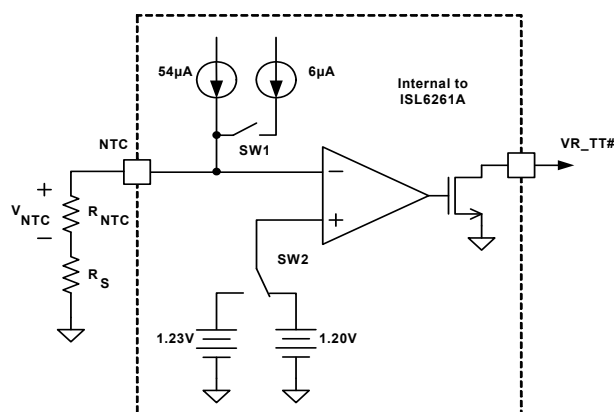 54µA
6µA
Internal to
ISL6261A
NTC
SW1
VR_TT#
−
+
+
V NTC
−
R NTC
R S
SW2
1.23V
1.20V